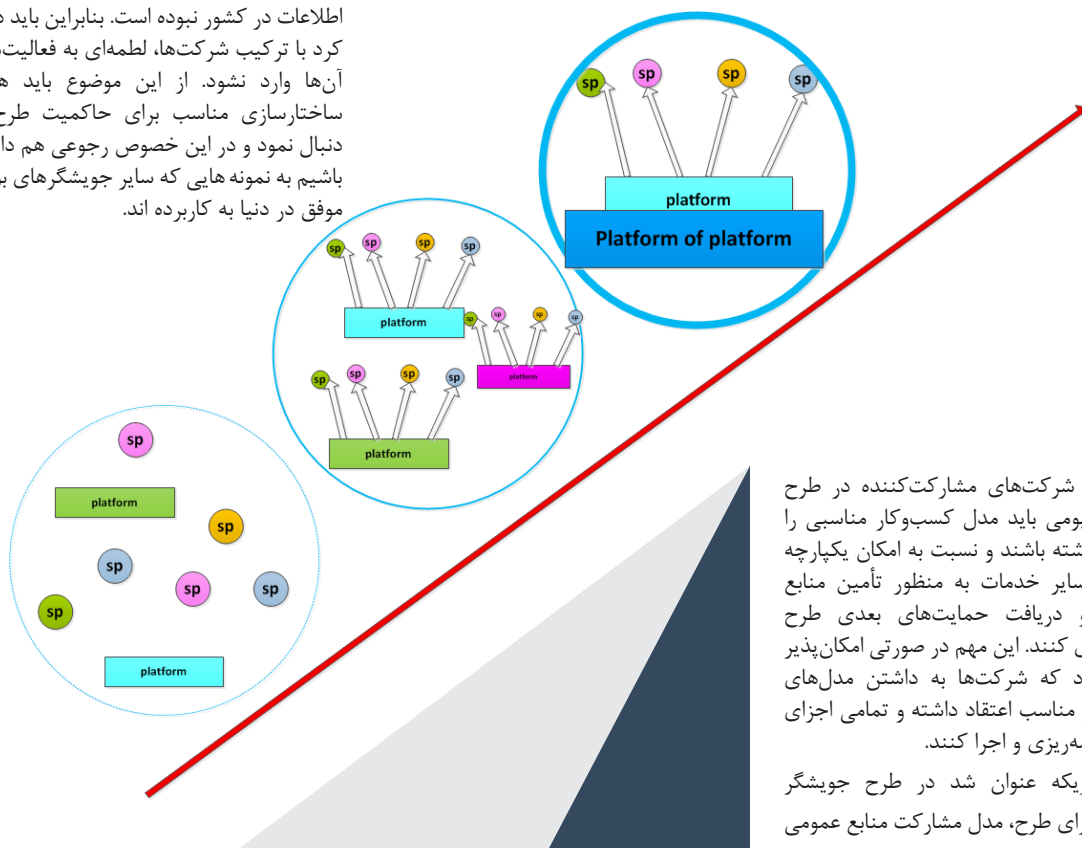 اطلاعات در کشور نبوده است. بنابراین باید
کرد با ترکیب شرکت‌ها، لطمه‌ای به
آن‌ها وارد نشود. از این موضوع باید
ساختارسازی مناسب برای حاکمیت طرح
دنبال نمود و در این خصوص رجوعی هم
باشیم به نمونه هایی که سایر جویشگرهای
موفق در دنیا به کاربرده اند.
sp
sp
sp
sp
platform
Platform of platform
sp
sp
sp
sp
platform
sp
sp
sp
sp
platform
sp
sp
sp
sp
platform
sp
platform
sp
sp
sp
sp
sp
platform
شرکت‌های مشارکت‌کننده در طرح
باید مدل کسب‌وکار مناسبی را
باشند و نسبت به امکان یکپارچه
سایر خدمات به منظور تأمین منابع
و دریافت حمایت‌های بعدی طرح
کنند. این مهم در صورتی امکان‌پذیر
که شرکت‌ها به داشتن مدل‌های
مناسب اعتقاد داشته و تمامی اجزای
و اجرا کنند.
عنوان شد در طرح جویشگر
طرح، مدل مشارکت منابع عمومی